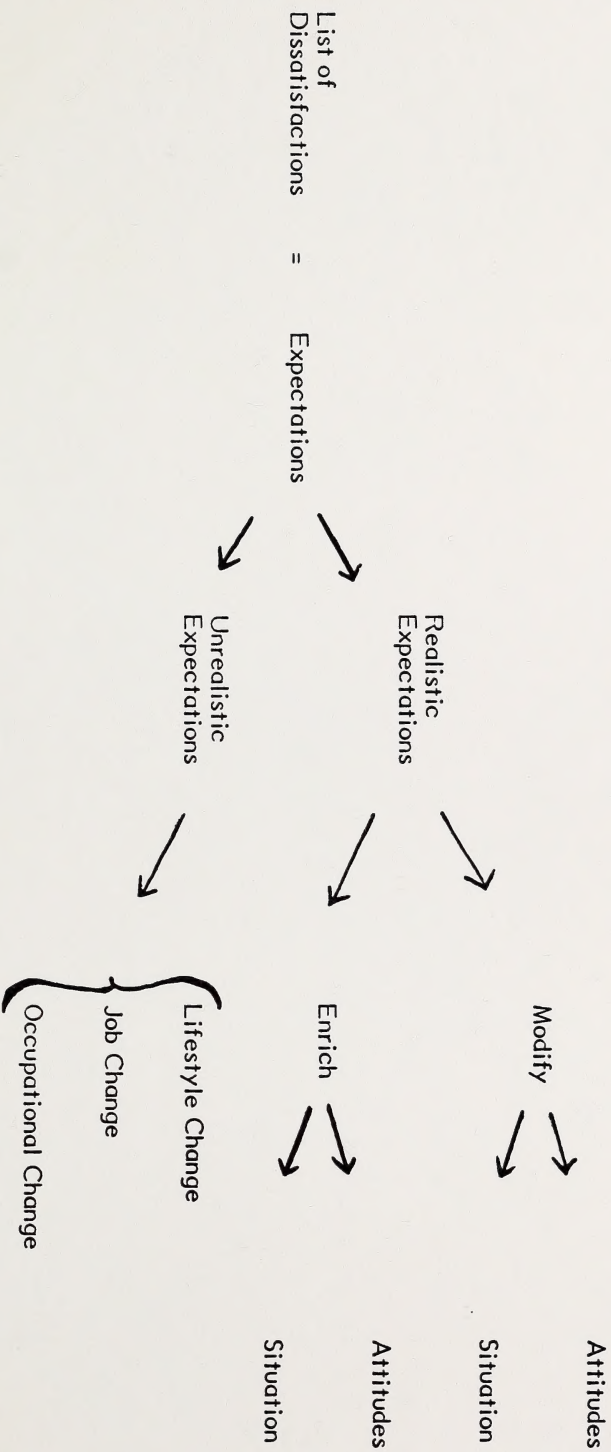 List of
Dissatisfactions = Expectations
Realistic
Expectations
Modify
Attitudes
Situation
Enrich
Attitudes
Situation
Unrealistic
Expectations
Lifestyle Change
Job Change
Occupational Change